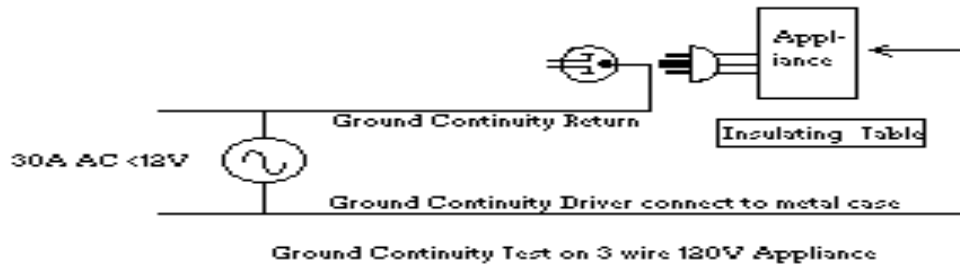 Appl-
iance
Ground Continuity Return
Insulating Table
30A AC <12V
Ground Continuity Driver connect to metal case
Ground Continuity Test on 3 wire 120V Appliance